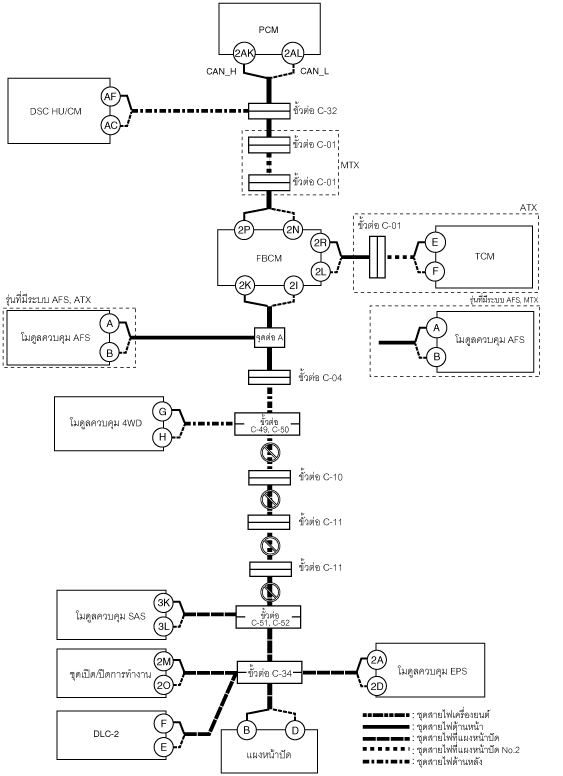 PCM
2AK
2AL
CAN_H
CAN_L
DSC HU/CM
AF
AC
ขั้วต่อ C-32
ขั้วต่อ C-01
MTX
ขั้วต่อ C-01
2P
2N
ATX
ขั้วต่อ C-01
FBCM
2R
2L
E
F
TCM
2K
2I
รุ่นที่มีระบบ AFS, ATX
รุ่นที่มีระบบ AFS, MTX
โมดูลควบคุม AFS
A
B
จุดต่อ A
A
B
โมดูลควบคุม AFS
ขั้วต่อ C-04
โมดูลควบคุม 4WD
G
H
ขั้วต่อ
C-49, C-50
ขั้วต่อ C-10
ขั้วต่อ C-11
ขั้วต่อ C-11
โมดูลควบคุม SAS
3K
3L
ขั้วต่อ
C-51, C-52
ชุดเปิด/ปิดการทำงาน
2M
2O
ขั้วต่อ C-34
2A
2D
โมดูลควบคุม EPS
DLC-2
F
E
B
D
แผงหน้าปัด
: ชุดสายไฟเครื่องยนต์
: ชุดสายไฟด้านหน้า
: ชุดสายไฟที่แผงหน้าปัด
: ชุดสายไฟที่แผงหน้าปัด No.2
: ชุดสายไฟด้านหลัง